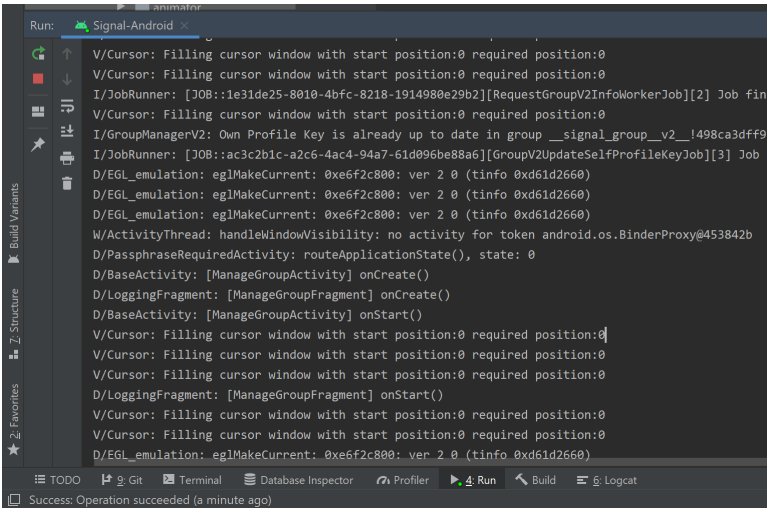 animator
Run: Signal-Android
V/Cursor: Filling cursor window with start position:0 required position:0
V/Cursor: Filling cursor window with start position:0 required position:0
I/JobRunner: [JOB::1e31de25-8010-4bfc-8218-1914980e29b2][RequestGroupV2InfoWorkerJob][2] Job fin
V/Cursor: Filling cursor window with start position:0 required position:0
I/GroupManagerV2: Own Profile Key is already up to date in group __signal_group__v2__!498ca3dff9
I/JobRunner: [JOB::ac3c2b1c-a2c6-4ac4-94a7-61d096be88a6][GroupV2UpdateSelfProfileKeyJob][3] Job
D/EGL_emulation: eglMakeCurrent: 0xe6f2c800: ver 2 0 (tinfo 0xd61d2660)
D/EGL_emulation: eglMakeCurrent: 0xe6f2c800: ver 2 0 (tinfo 0xd61d2660)
D/EGL_emulation: eglMakeCurrent: 0xe6f2c800: ver 2 0 (tinfo 0xd61d2660)
W/ActivityThread: handleWindowVisibility: no activity for token android.os.BinderProxy@453842b
D/PassphraseRequiredActivity: routeApplicationState(), state: 0
D/BaseActivity: [ManageGroupActivity] onCreate()
D/LoggingFragment: [ManageGroupFragment] onCreate()
D/BaseActivity: [ManageGroupActivity] onStart()
V/Cursor: Filling cursor window with start position:0 required position:0
V/Cursor: Filling cursor window with start position:0 required position:0
V/Cursor: Filling cursor window with start position:0 required position:0
D/LoggingFragment: [ManageGroupFragment] onStart()
V/Cursor: Filling cursor window with start position:0 required position:0
V/Cursor: Filling cursor window with start position:0 required position:0
D/EGL_emulation: eglMakeCurrent: 0xe6f2c800: ver 2 0 (tinfo 0xd61d2660)
Build Variants
7: Structure
2: Favorites
TODO 9: Git Terminal Database Inspector Profiler 4: Run Build 6: Logcat
Success: Operation succeeded (a minute ago)